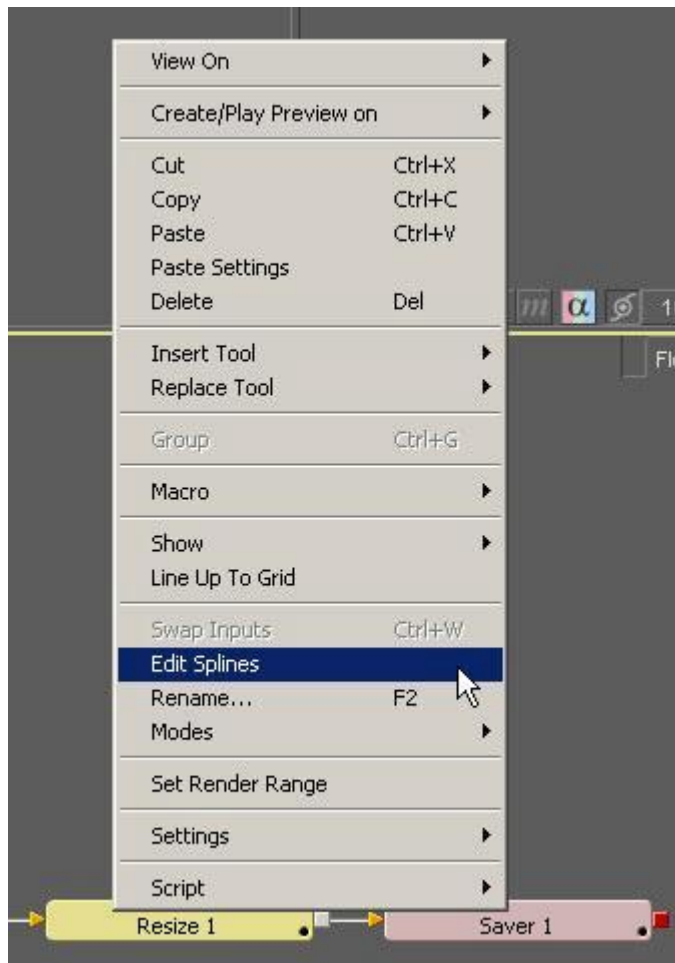 View On
Create/Play Preview on
Cut Ctrl+X
Copy Ctrl+C
Paste Ctrl+V
Paste Settings
Delete Del
m α 1
Insert Tool
Flo
Replace Tool
Group Ctrl+G
Macro
Show
Line Up To Grid
Swap Inputs Ctrl+W
Edit Splines
Rename... F2
Modes
Set Render Range
Settings
Script
Resize 1 Saver 1